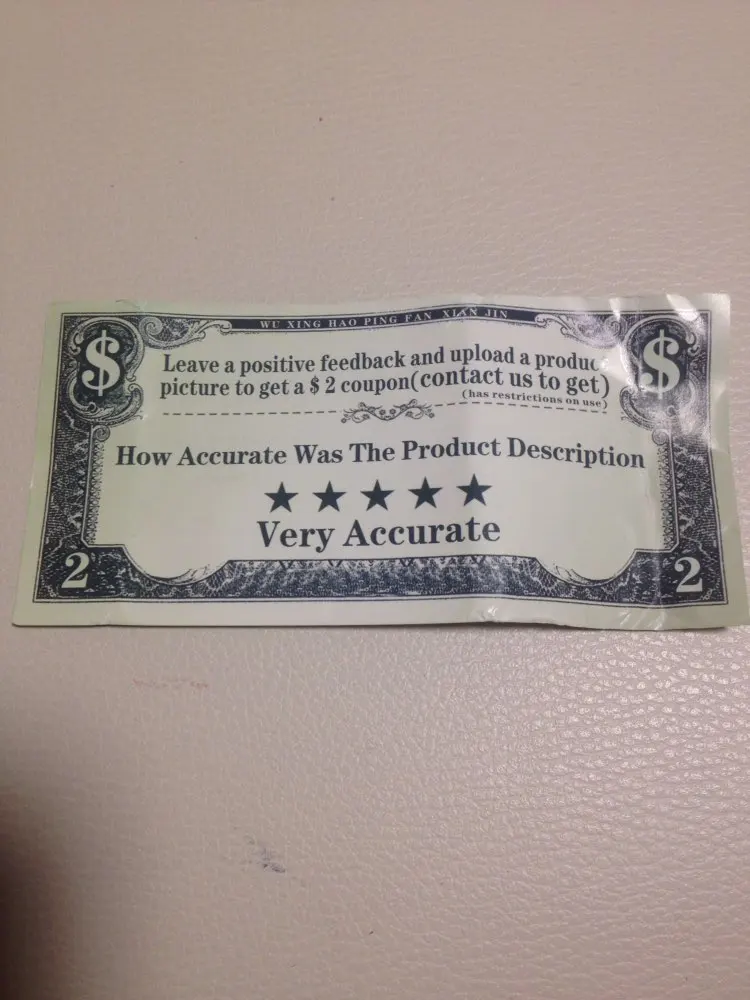 WU XING HAO PING FAN XIAN JIN
$ $
Leave a positive feedback and upload a produc
picture to get a $ 2 coupon(contact us to get)
(has restrictions on use)
How Accurate Was The Product Description
★ ★ ★ ★ ★
Very Accurate
2 2